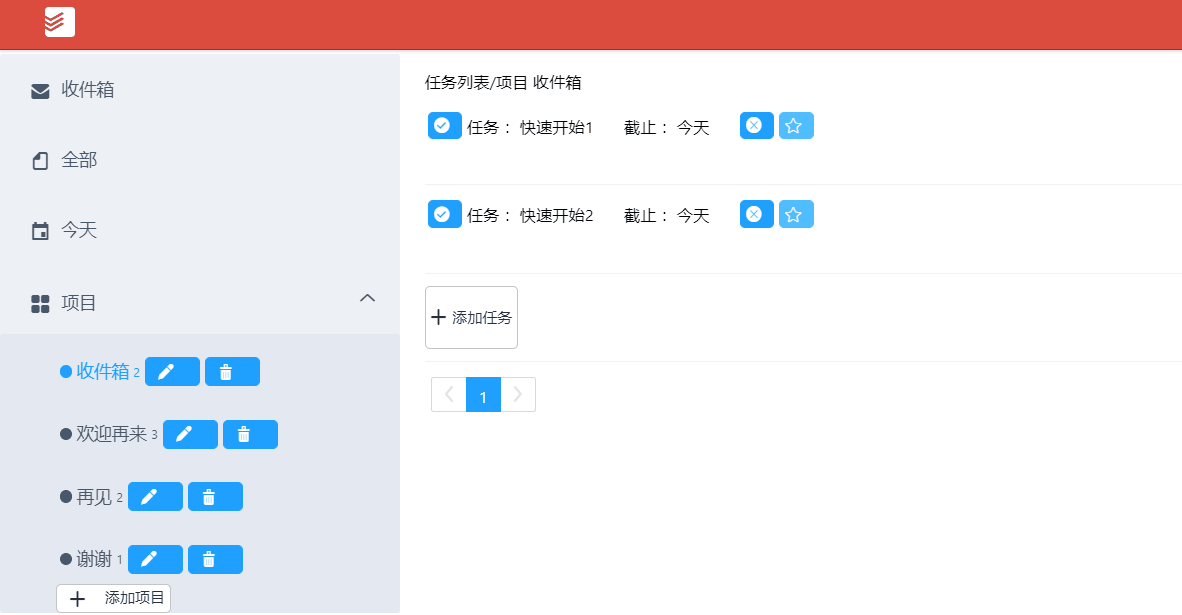 收件箱
全部
今天
项目
收件箱 2
欢迎再来 3
再见 2
谢谢 1
添加项目
任务列表/项目 收件箱
任务： 快速开始1 截止： 今天
任务： 快速开始2 截止： 今天
添加任务
1